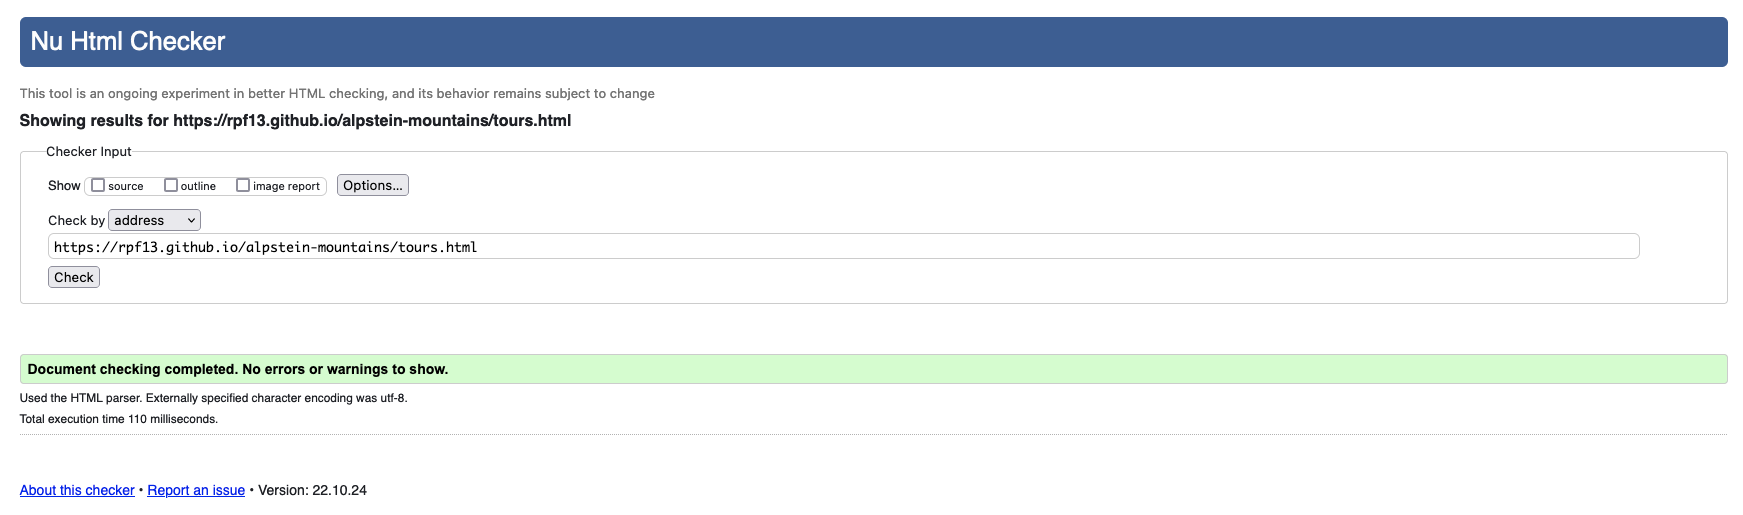 Nu Html Checker
This tool is an ongoing experiment in better HTML checking, and its behavior remains subject to change
Showing results for https://rpf13.github.io/alpstein-mountains/tours.html
Checker Input
Show source outline image report Options...
Check by address
https://rpf13.github.io/alpstein-mountains/tours.html
Check
Document checking completed. No errors or warnings to show.
Used the HTML parser. Externally specified character encoding was utf-8.
Total execution time 110 milliseconds.
About this checker • Report an issue • Version: 22.10.24